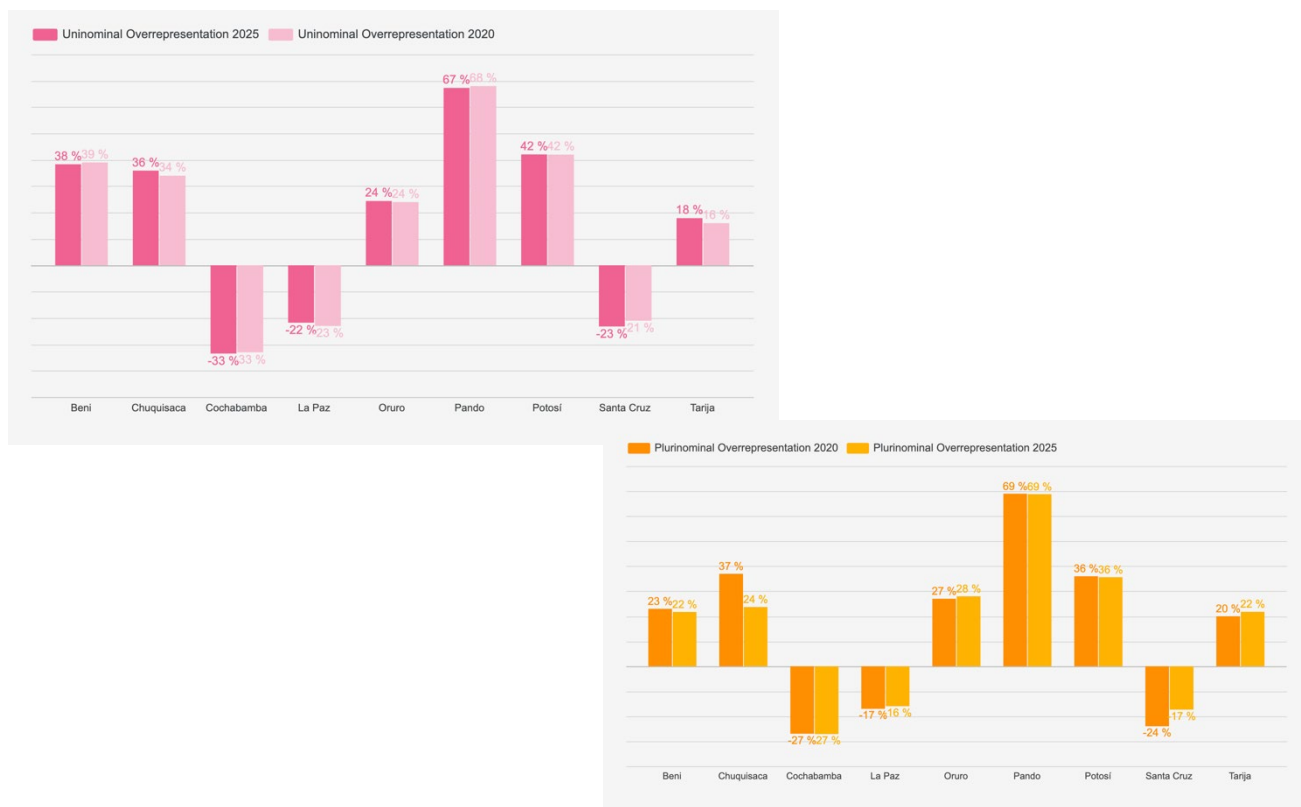 Uninominal Overrepresentation 2025 Uninominal Overrepresentation 2020
67 % 68 %
42 % 42 %
38 % 39 %
36 % 34 %
24 % 24 %
18 % 16 %
-22 % -23 %
-23 % -21 %
-33 % -33 %
Beni Chuquisaca Cochabamba La Paz Oruro Pando Potosí Santa Cruz Tarija
Plurinominal Overrepresentation 2020 Plurinominal Overrepresentation 2025
69 % 69 %
37 % 24 %
36 % 36 %
27 % 28 %
23 % 22 %
20 % 22 %
-17 % -16 %
-24 % -17 %
-27 % -27 %
Beni Chuquisaca Cochabamba La Paz Oruro Pando Potosí Santa Cruz Tarija